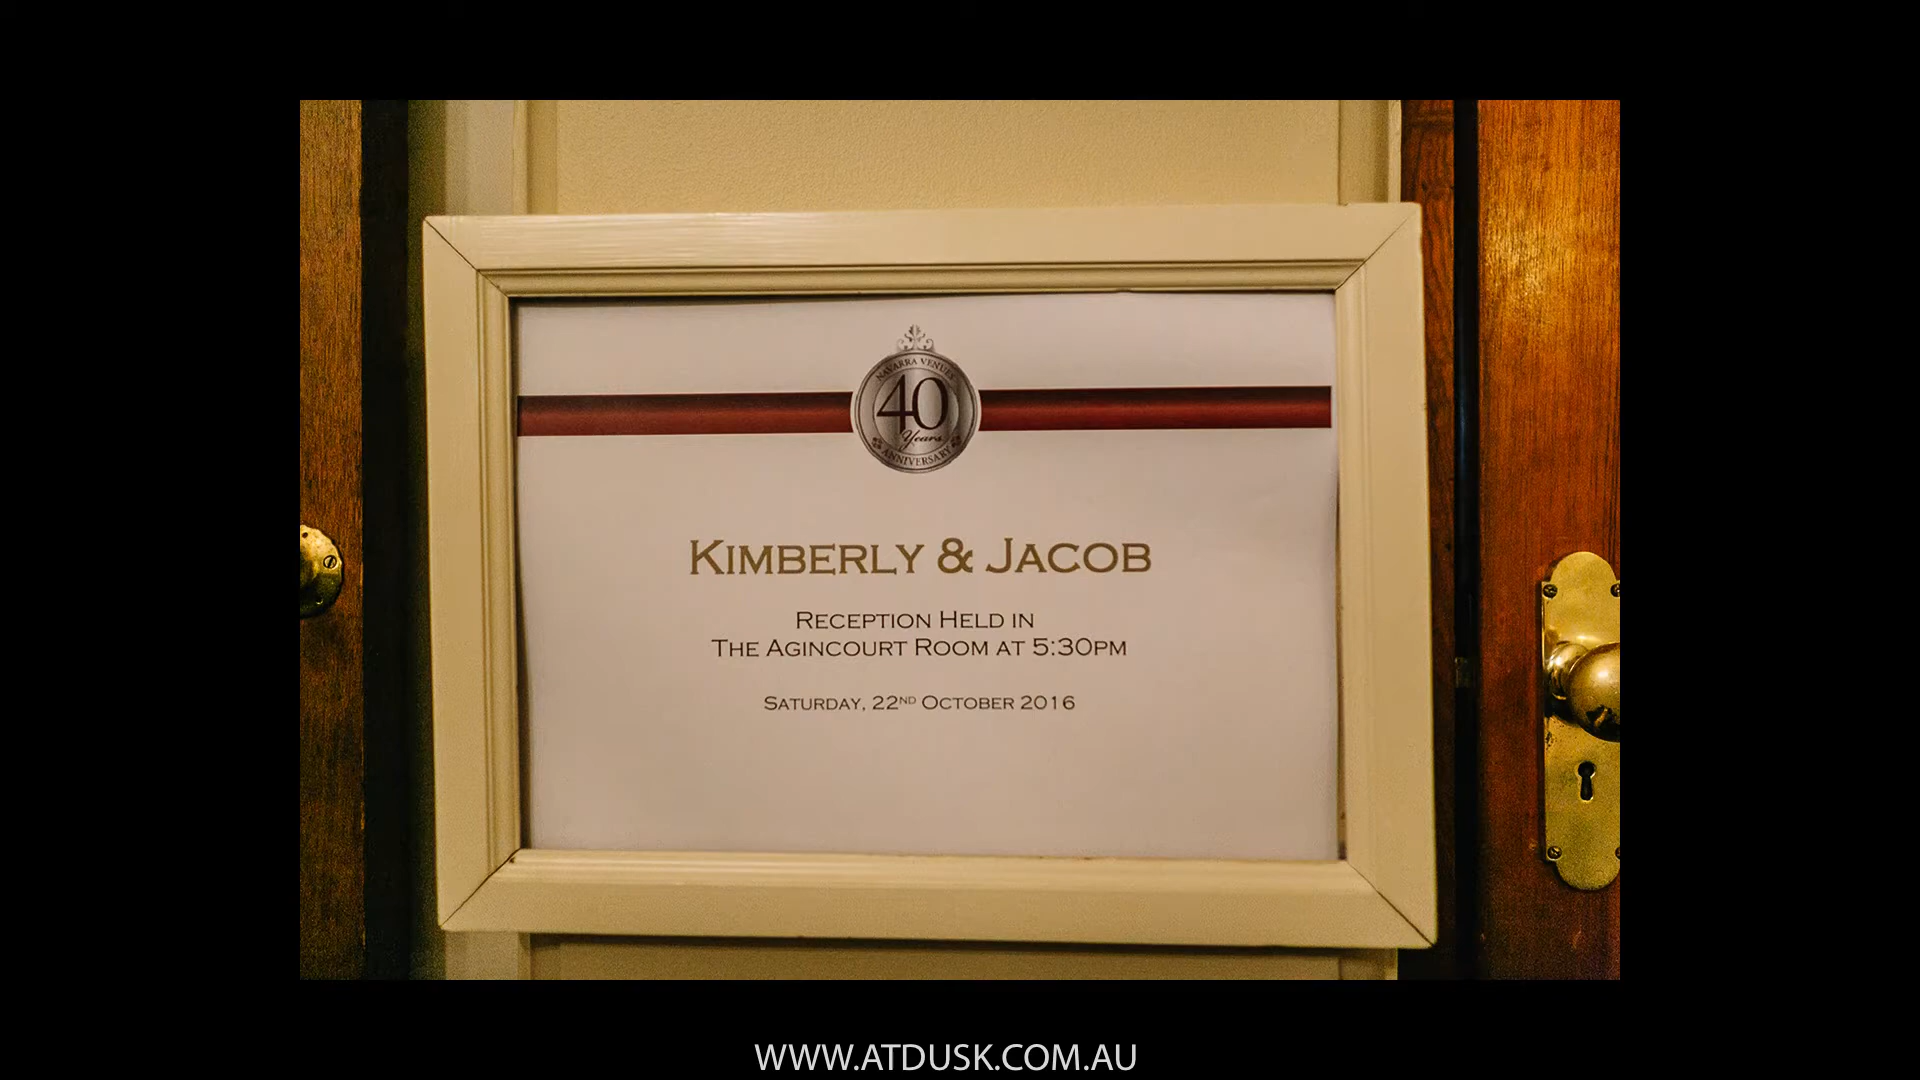 NAVARRA VENUES
40
Years
ANNIVERSARY
KIMBERLY & JACOB
RECEPTION HELD IN
THE AGINCOURT ROOM AT 5:30PM
SATURDAY, 22ND OCTOBER 2016
WWW.ATDUSK.COM.AU